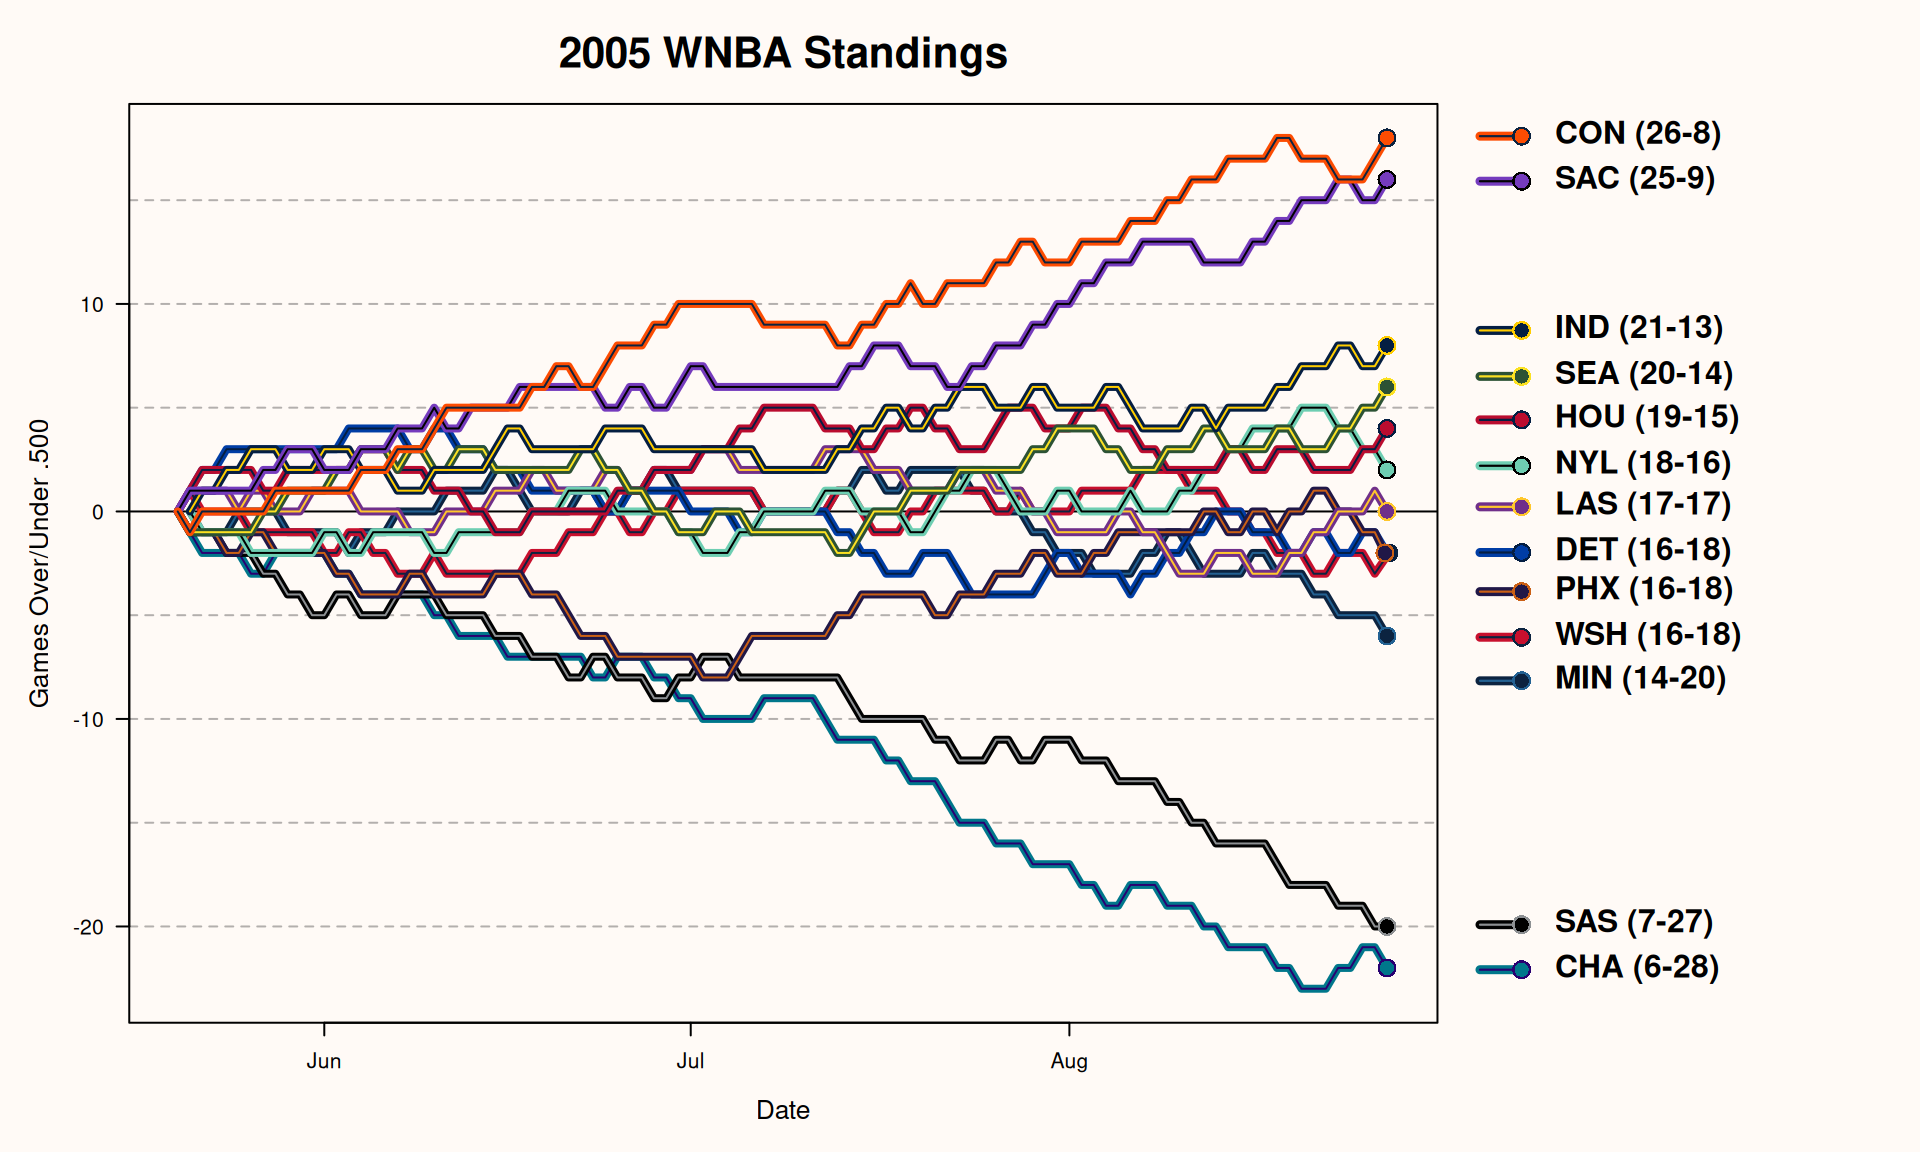 2005 WNBA Standings
CON (26-8)
SAC (25-9)
IND (21-13)
SEA (20-14)
HOU (19-15)
NYL (18-16)
LAS (17-17)
DET (16-18)
PHX (16-18)
WSH (16-18)
MIN (14-20)
SAS (7-27)
CHA (6-28)
Games Over/Under .500
10
0
-10
-20
Jun
Jul
Aug
Date